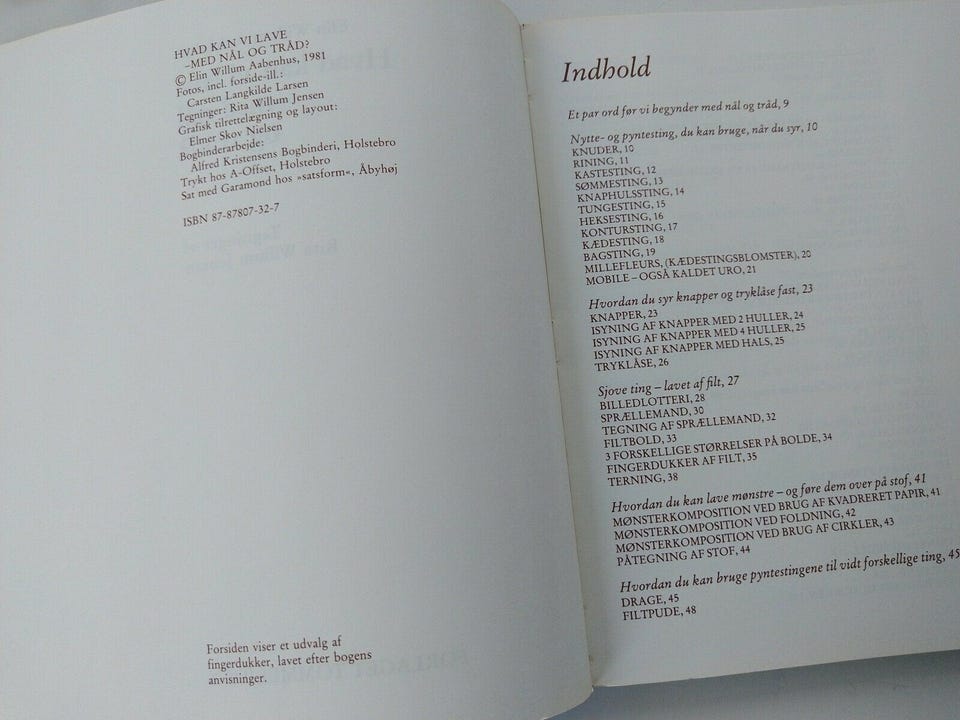 HVAD KAN VI LAVE
–MED NÅL OG TRÅD?
© Elin Willum Aabenhus, 1981
Fotos, incl. forside-ill.:
Carsten Langkilde Larsen
Tegninger: Rita Willum Jensen
Grafisk tilrettelægning og layout:
Elmer Skov Nielsen
Bogbinderarbejde:
Alfred Kristensens Bogbinderi, Holstebro
Trykt hos A-Offset, Holstebro
Sat med Garamond hos »satsform«, Åbyhøj
ISBN 87-87807-32-7
Forsiden viser et udvalg af
fingerdukker, lavet efter bogens
anvisninger.
Indhold
Et par ord før vi begynder med nål og tråd, 9
Nytte- og pyntesting, du kan bruge, når du syr, 10
KNUDER, 10
RINING, 11
KASTESTING, 12
SØMMESTING, 13
KNAPHULSSTING, 14
TUNGESTING, 15
HEKSESTING, 16
KONTURSTING, 17
KÆDESTING, 18
BAGSTING, 19
MILLEFLEURS, (KÆDESTINGSBLOMSTER), 20
MOBILE – OGSÅ KALDET URO, 21
Hvordan du syr knapper og tryklåse fast, 23
KNAPPER, 23
ISYNING AF KNAPPER MED 2 HULLER, 24
ISYNING AF KNAPPER MED 4 HULLER, 25
ISYNING AF KNAPPER MED HALS, 25
TRYKLÅSE, 26
Sjove ting – lavet af filt, 27
BILLEDLOTTERI, 28
SPRÆLLEMAND, 30
TEGNING AF SPRÆLLEMAND, 32
FILTBOLD, 33
3 FORSKELLIGE STØRRELSER PÅ BOLDE, 34
FINGERDUKKER AF FILT, 35
TERNING, 38
Hvordan du kan lave mønstre – og føre dem over på stof, 41
MØNSTERKOMPOSITION VED BRUG AF KVADRERET PAPIR, 41
MØNSTERKOMPOSITION VED FOLDNING, 42
MØNSTERKOMPOSITION VED BRUG AF CIRKLER, 43
PÅTEGNING AF STOF, 44
Hvordan du kan bruge pyntestingene til vidt forskellige ting, 45
DRAGE, 45
FILTPUDE, 48